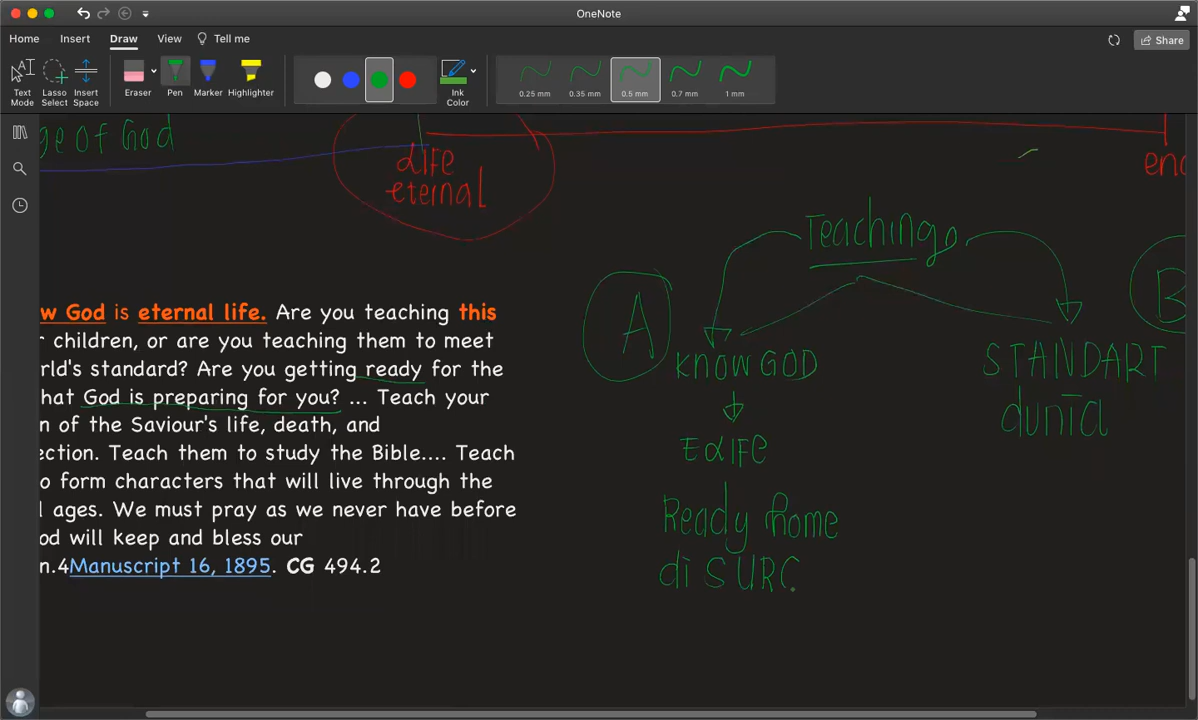 OneNote
Home Insert Draw View Tell me Share
Text Mode
Lasso Select
Insert Space
Eraser
Pen
Marker
Highlighter
Ink Color
0.25 mm
0.35 mm
0.5 mm
0.7 mm
1 mm
ge of God
LIFE
eternal
end
Teaching
A
B
KNOW GOD
STANDART
dunia
E LIFE
Ready home
di SURG
w God is eternal life. Are you teaching this
r children, or are you teaching them to meet
rld's standard? Are you getting ready for the
hat God is preparing for you? ... Teach your
n of the Saviour's life, death, and
ection. Teach them to study the Bible.... Teach
o form characters that will live through the
l ages. We must pray as we never have before
od will keep and bless our
n.4Manuscript 16, 1895. CG 494.2